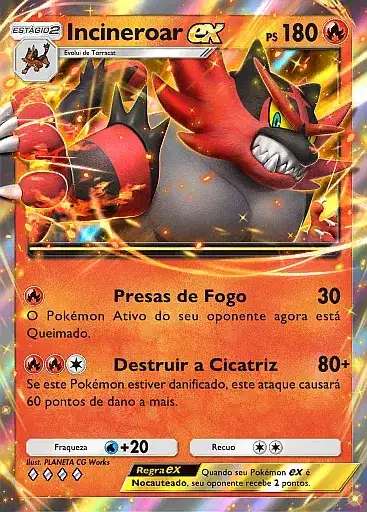 ESTÁGIO2 Incineroar ex PS 180
Evolui de Torracat
Presas de Fogo 30
O Pokémon Ativo do seu oponente agora está
Queimado.
Destruir a Cicatriz 80+
Se este Pokémon estiver danificado, este ataque causará
60 pontos de dano a mais.
Fraqueza +20 Recuo
Ilust. PLANETA CG Works
Regra ex Quando seu Pokémon ex é
Nocauteado, seu oponente recebe 2 pontos.